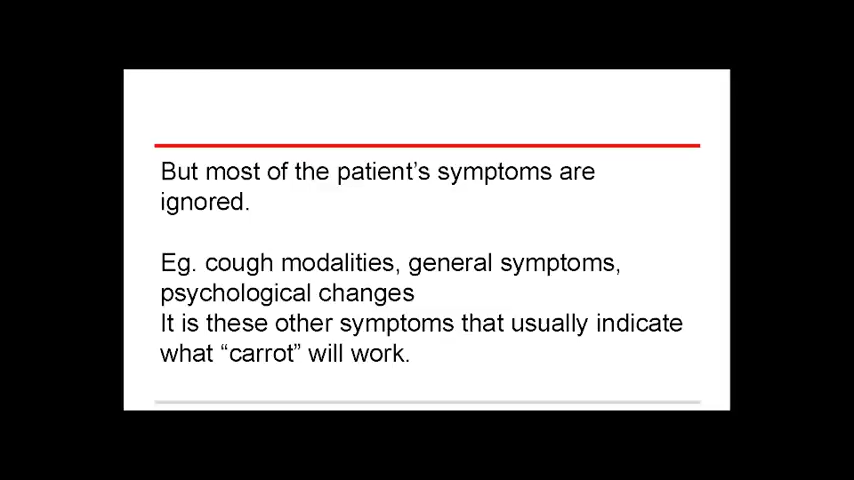 But most of the patient’s symptoms are
ignored.
Eg. cough modalities, general symptoms,
psychological changes
It is these other symptoms that usually indicate
what “carrot” will work.